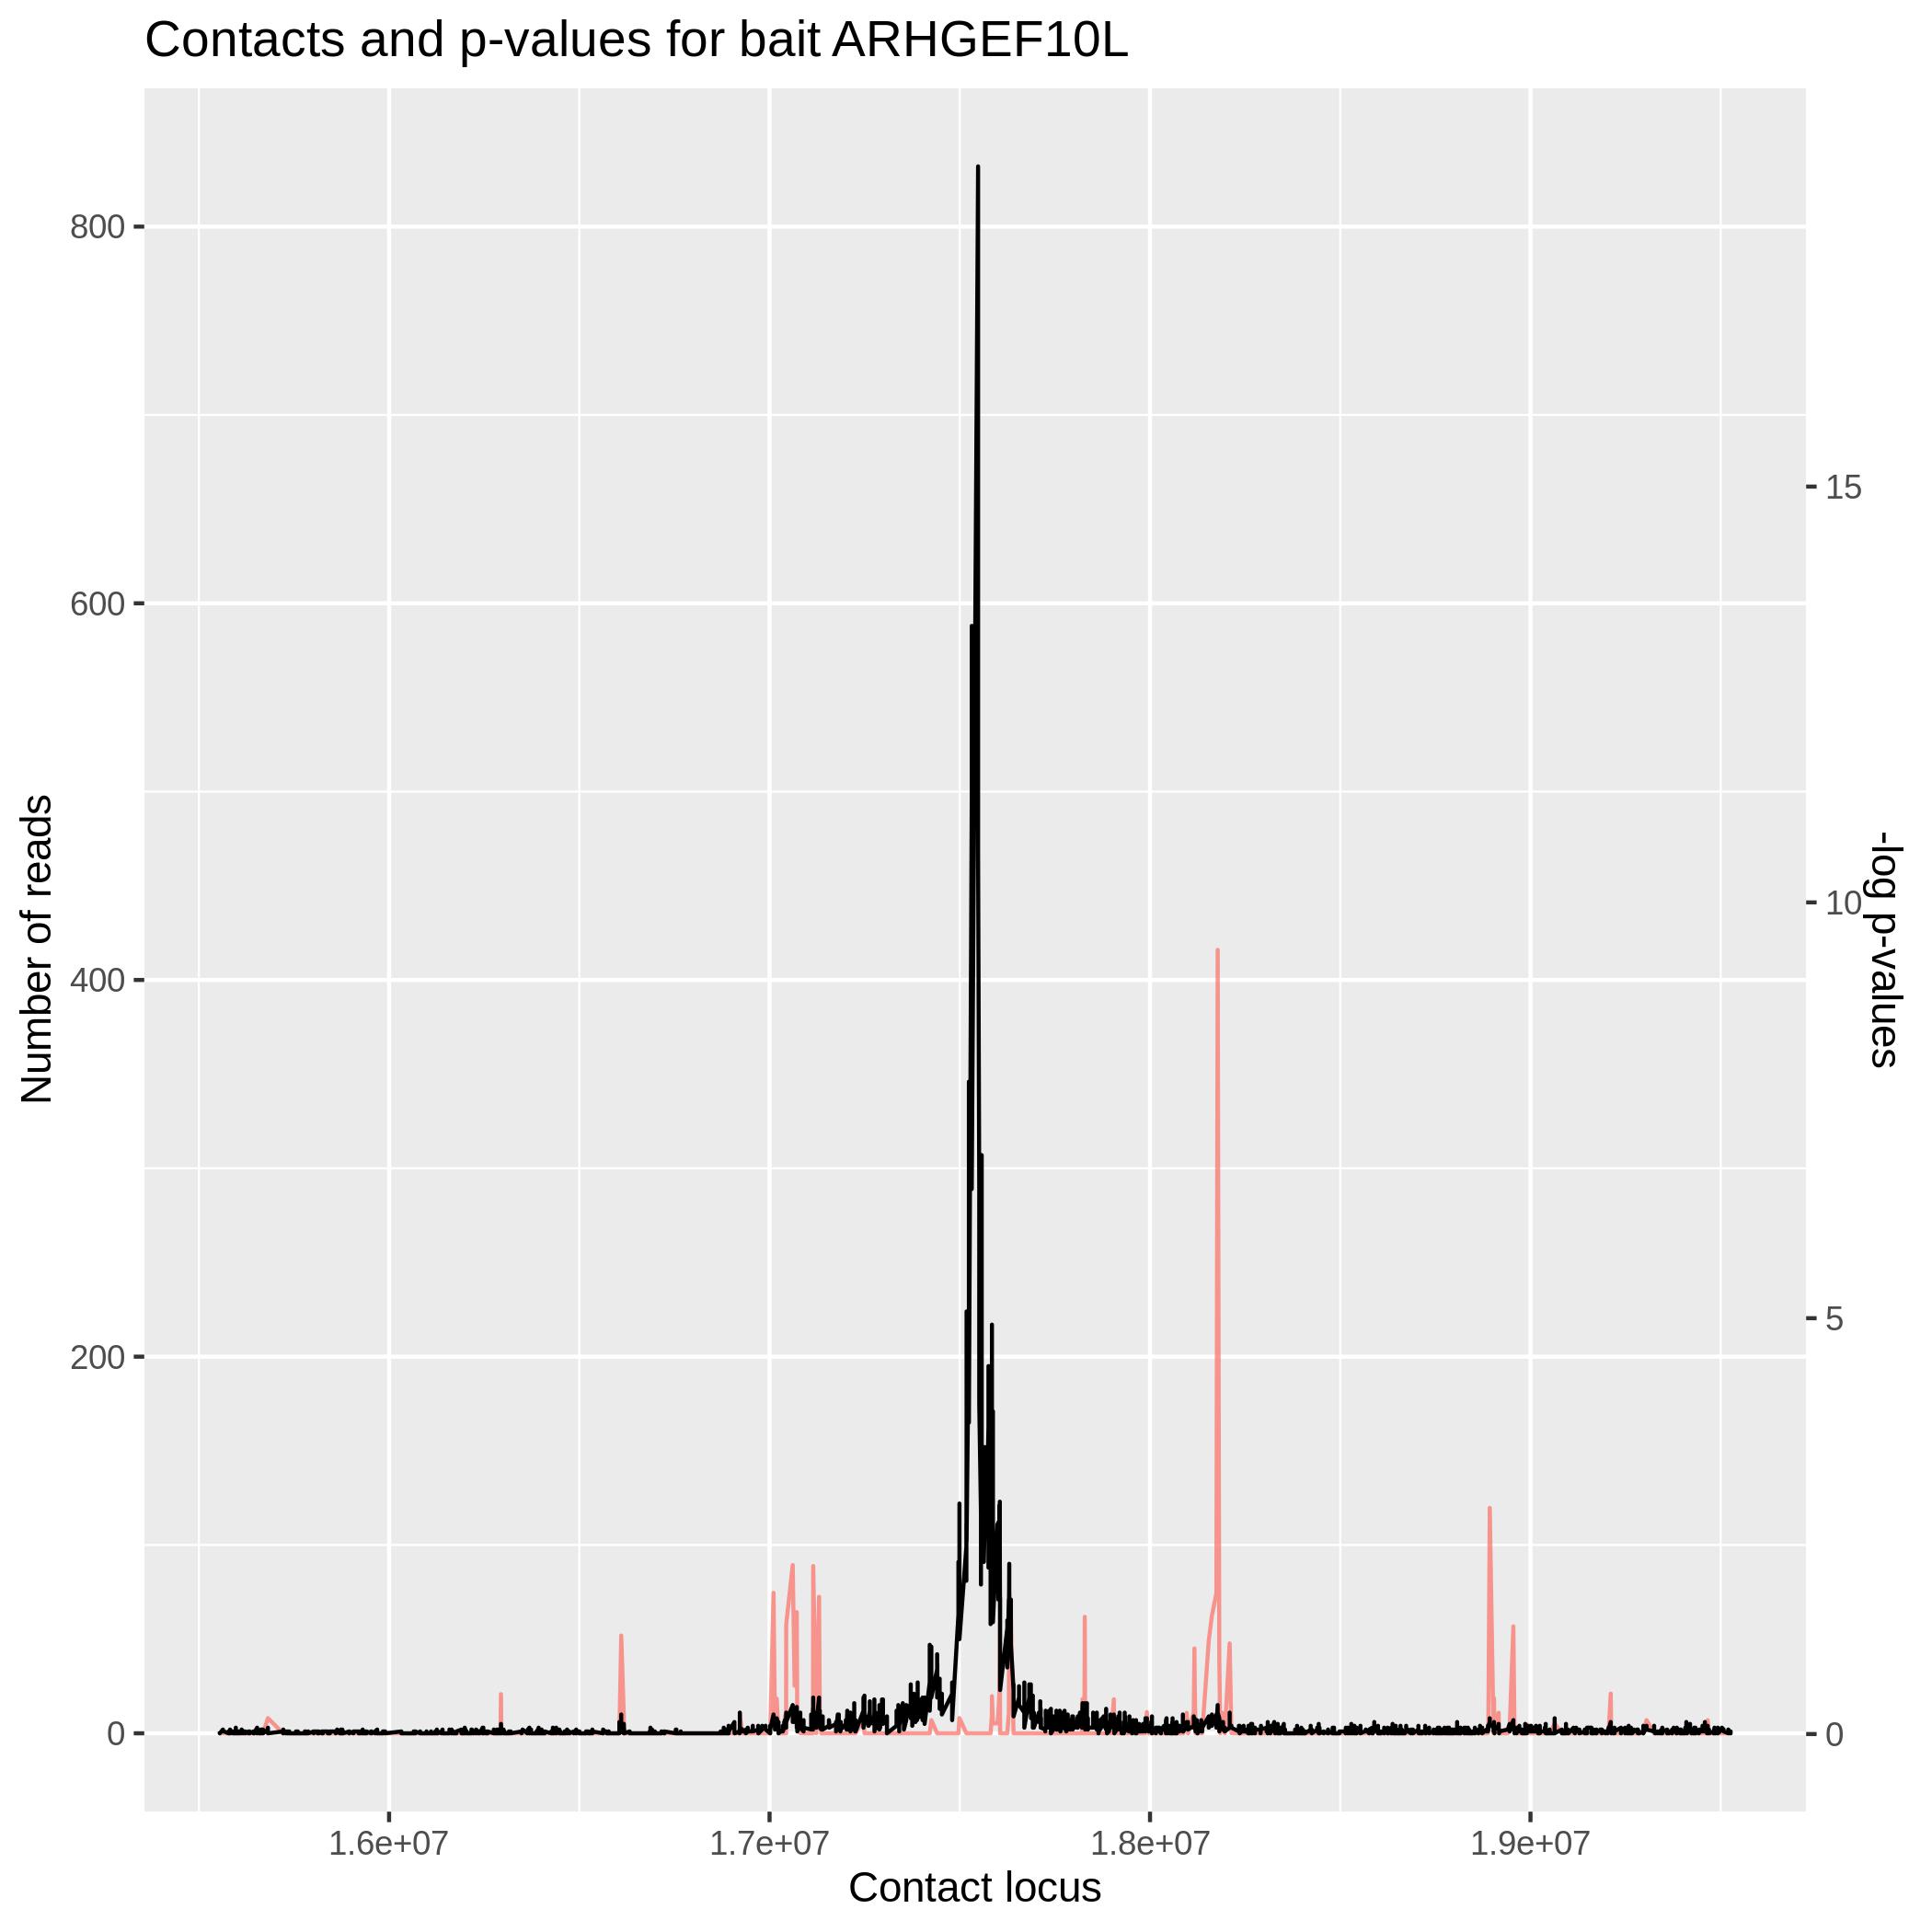 Contacts and p-values for bait ARHGEF10L
Number of reads
800
600
400
200
0
15
10
5
0
-log p-values
1.6e+07
1.7e+07
1.8e+07
1.9e+07
Contact locus